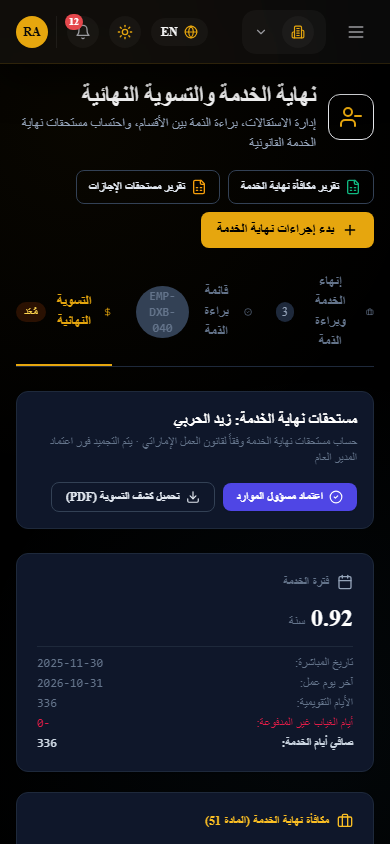 RA
12
EN
نهاية الخدمة والتسوية النهائية
إدارة الاستقالات، براءة الذمة بين الأقسام، واحتساب مستحقات نهاية
الخدمة القانونية
تقرير مكافأة نهاية الخدمة
تقرير مستحقات الإجازات
بدء إجراءات نهاية الخدمة
إنهاء
الخدمة
وبراءة
الذمة
3
قائمة
براءة
الذمة
EMP-
DXB-
040
$
التسوية
النهائية
مُعَد
مستحقات نهاية الخدمة: زيد الحربي
حساب مستحقات نهاية الخدمة وفقاً لقانون العمل الإماراتي · يتم التجميد فور اعتماد
المدير العام
اعتماد مسؤول الموارد
تحميل كشف التسوية (PDF)
فترة الخدمة
0.92 سنة
تاريخ المباشرة: 2025-11-30
آخر يوم عمل: 2026-10-31
الأيام التقويمية: 336
أيام الغياب غير المدفوعة: 0-
صافي أيام الخدمة: 336
مكافأة نهاية الخدمة (المادة 51)